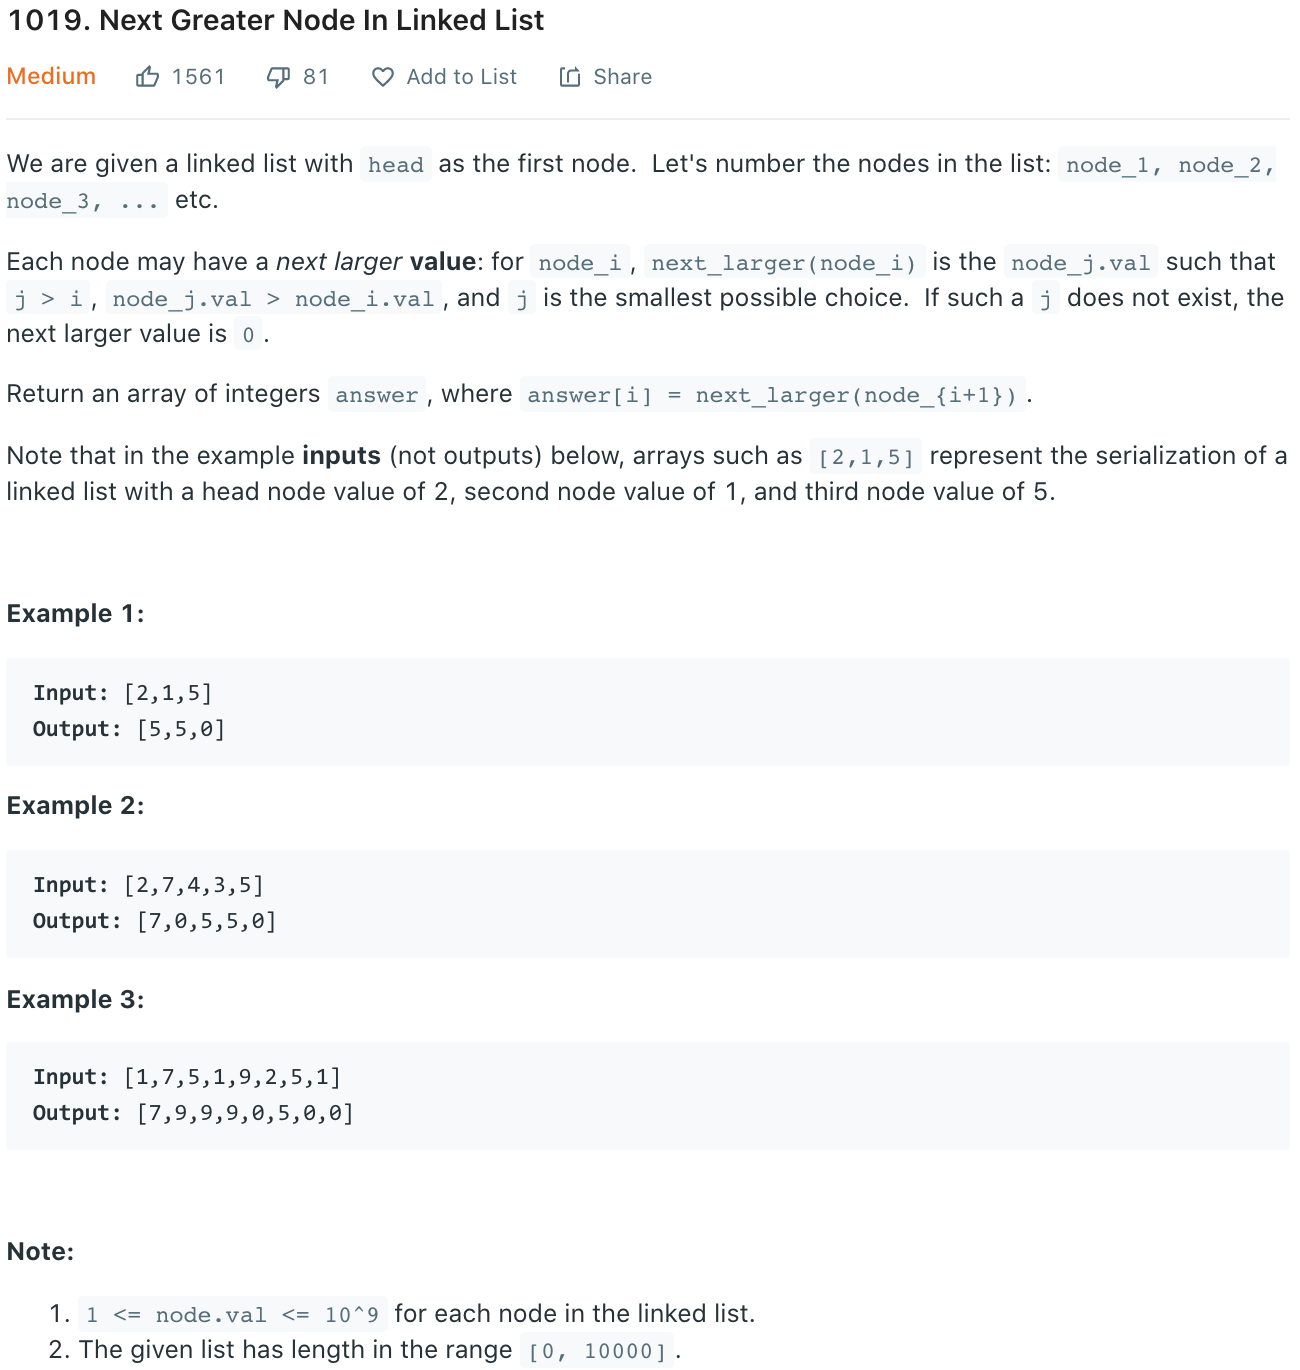 1019. Next Greater Node In Linked List
Medium 1561 81 Add to List Share
We are given a linked list with head as the first node.  Let's number the nodes in the list: node_1, node_2,
node_3, ... etc.
Each node may have a next larger value: for node_i, next_larger(node_i) is the node_j.val such that
j > i, node_j.val > node_i.val, and j is the smallest possible choice.  If such a j does not exist, the
next larger value is 0.
Return an array of integers answer, where answer[i] = next_larger(node_{i+1}).
Note that in the example inputs (not outputs) below, arrays such as [2,1,5] represent the serialization of a
linked list with a head node value of 2, second node value of 1, and third node value of 5.
Example 1:
Input: [2,1,5]
Output: [5,5,0]
Example 2:
Input: [2,7,4,3,5]
Output: [7,0,5,5,0]
Example 3:
Input: [1,7,5,1,9,2,5,1]
Output: [7,9,9,9,0,5,0,0]
Note:
1. 1 <= node.val <= 10^9 for each node in the linked list.
2. The given list has length in the range [0, 10000].